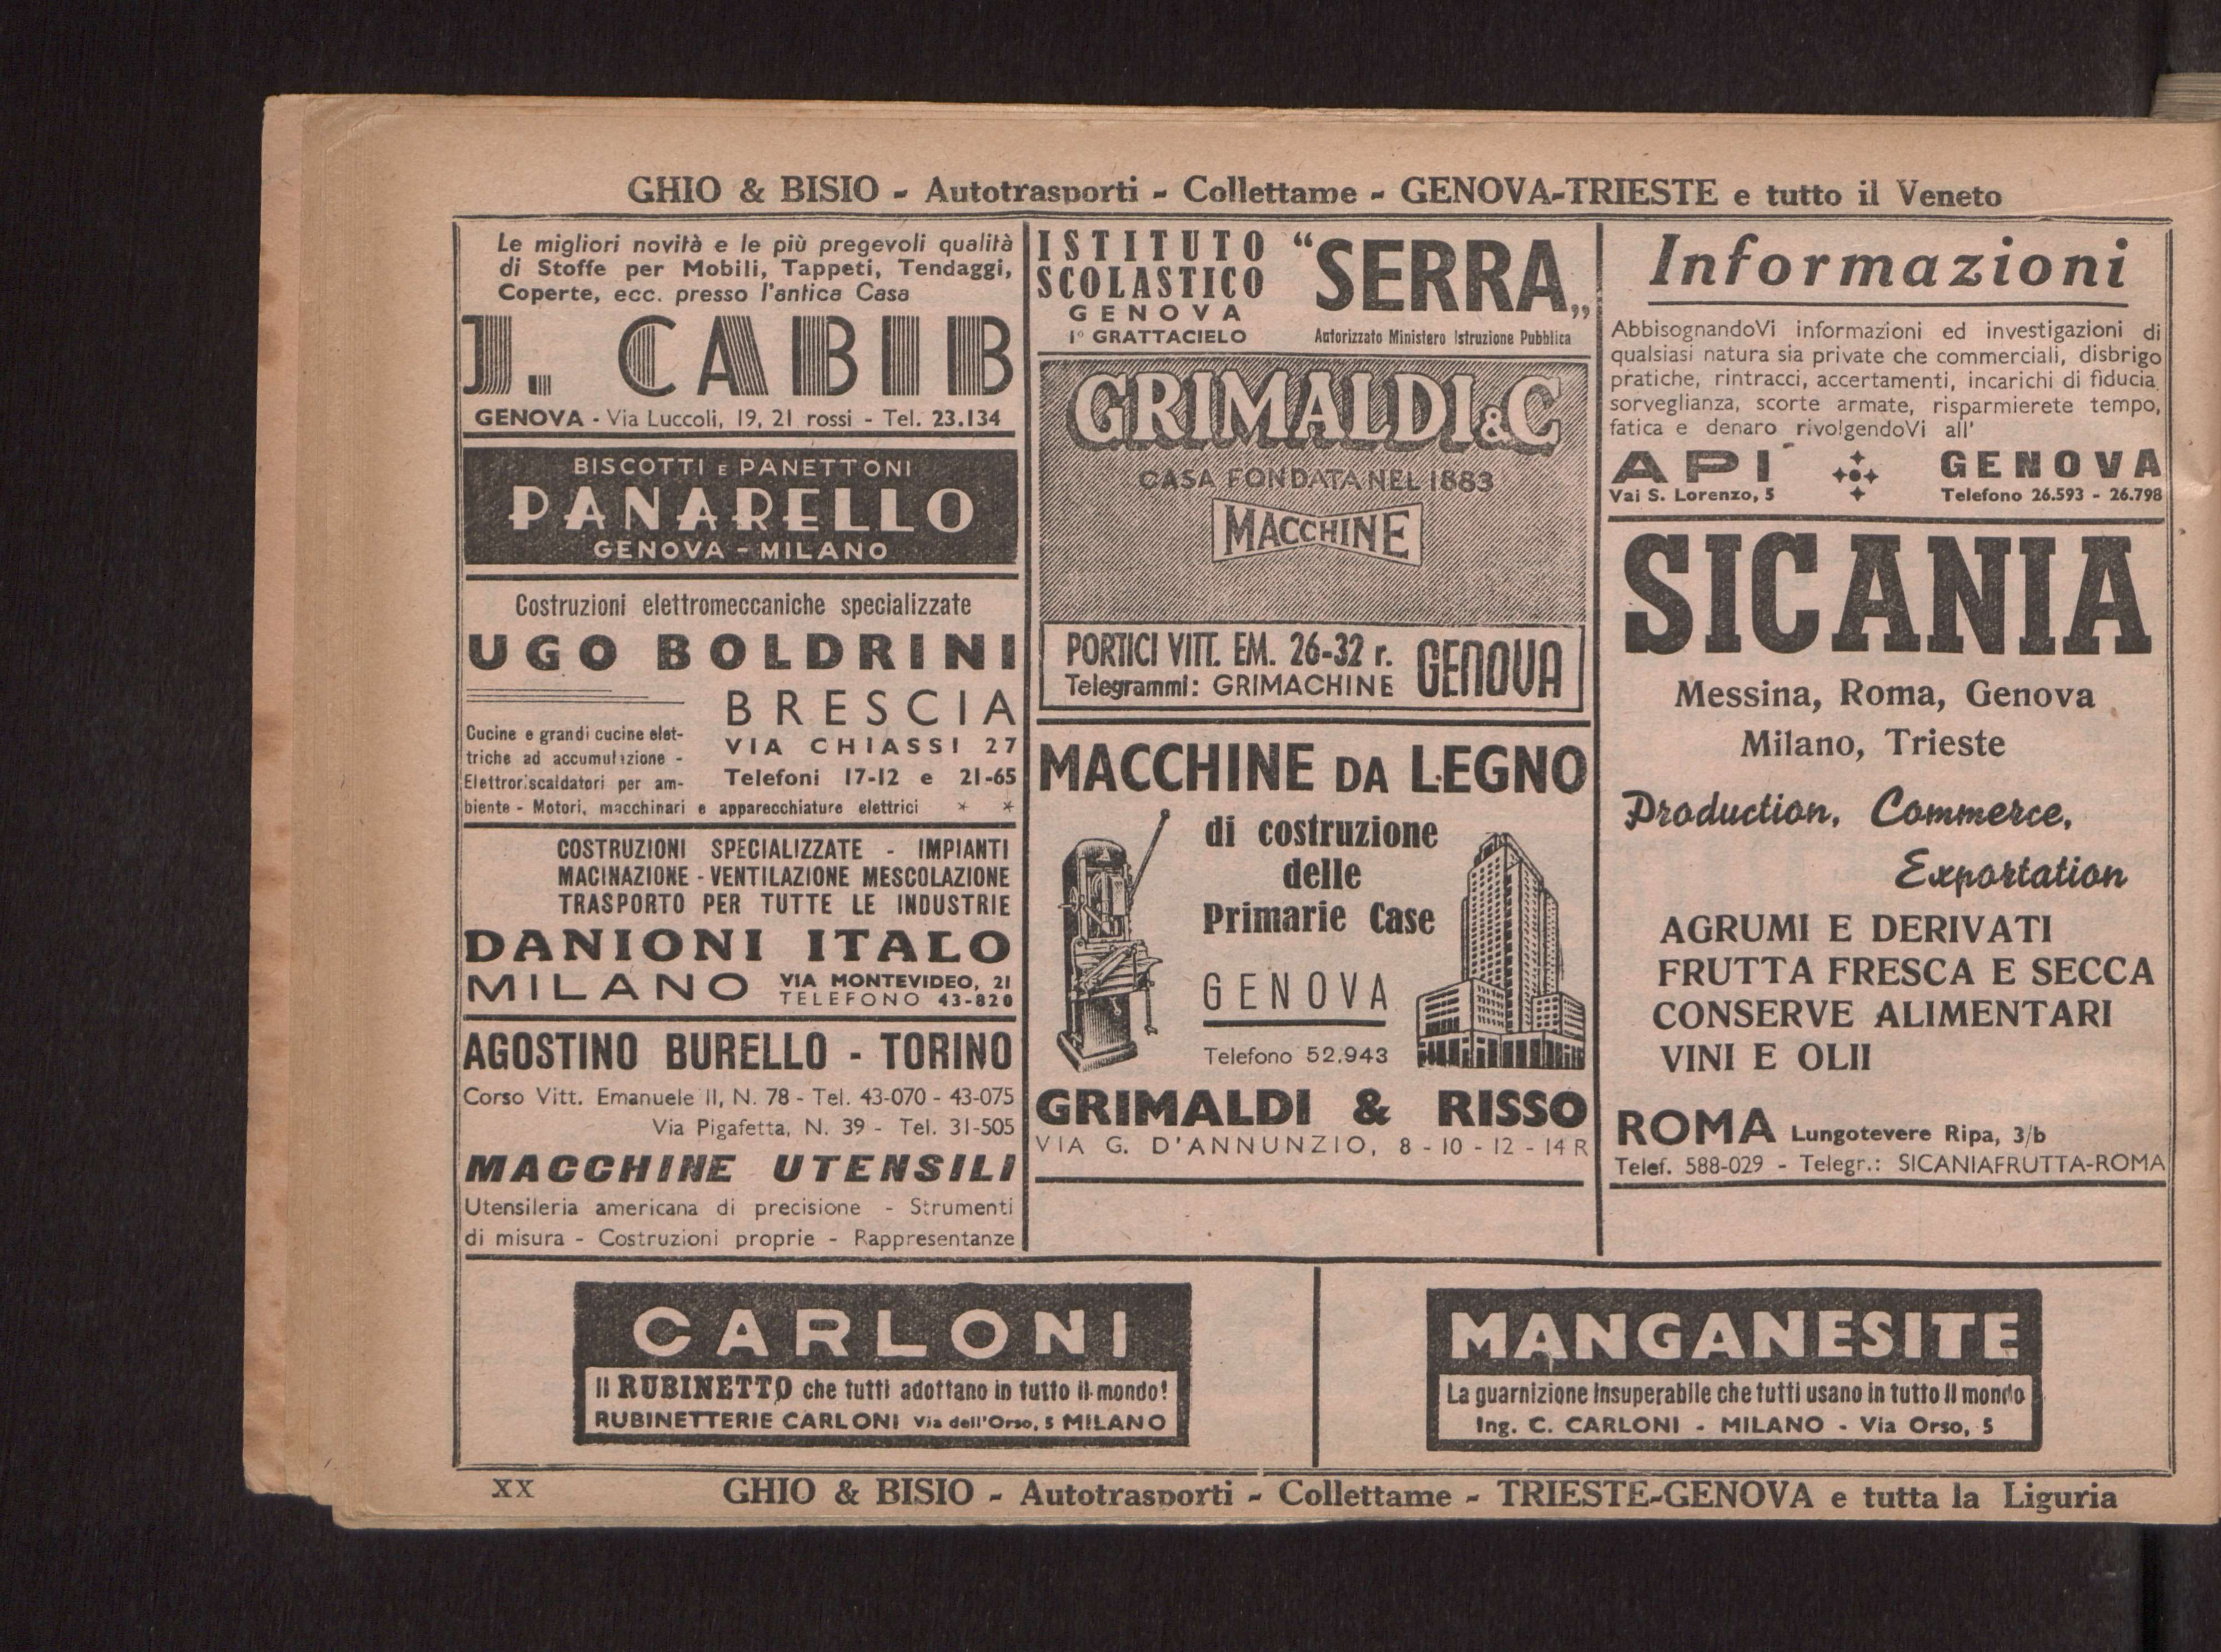 GHIO & BISIO - Autotrasporti - Collettame - GENOVA-TRIESTE e tutto il Veneto
Le migliori novità e le più pregevoli qualità
di Stoffe per Mobili, Tappeti, Tendaggi,
Coperte, ecc. presso l'antica Casa
J. CABIB
GENOVA - Via Luccoli, 19, 21 rossi - Tel. 23.134
BISCOTTI E PANETTONI
PANARELLO
GENOVA - MILANO
Costruzioni elettromeccaniche specializzate
UGO BOLDRINI
BRESCIA
VIA CHIASSI 27
Telefoni 17-12 e 21-65
Cucine e grandi cucine elet-
triche ad accumulazione -
Elettroriscaldatori per am-
biente - Motori, macchinari e apparecchiature elettrici * *
COSTRUZIONI SPECIALIZZATE - IMPIANTI
MACINAZIONE - VENTILAZIONE MESCOLAZIONE
TRASPORTO PER TUTTE LE INDUSTRIE
DANIONI ITALO
MILANO VIA MONTEVIDEO, 21
TELEFONO 43-820
AGOSTINO BURELLO - TORINO
Corso Vitt. Emanuele II, N. 78 - Tel. 43-070 - 43-075
Via Pigafetta, N. 39 - Tel. 31-505
MACCHINE UTENSILI
Utensileria americana di precisione - Strumenti
di misura - Costruzioni proprie - Rappresentanze
ISTITUTO
SCOLASTICO
GENOVA
1º GRATTACIELO
“SERRA„
Autorizzato Ministero Istruzione Pubblica
GRIMALDI & C
CASA FONDATA NEL 1883
MACCHINE
PORTICI VITT. EM. 26-32 r.
Telegrammi: GRIMACHINE
GENOVA
MACCHINE DA LEGNO
di costruzione
delle
Primarie Case
GENOVA
Telefono 52.943
GRIMALDI & RISSO
VIA G. D'ANNUNZIO, 8 - 10 - 12 - 14 R
Informazioni
AbbisognandoVi informazioni ed investigazioni di
qualsiasi natura sia private che commerciali, disbrigo
pratiche, rintracci, accertamenti, incarichi di fiducia
sorveglianza, scorte armate, risparmierete tempo,
fatica e denaro rivolgendoVi all'
API GENOVA
Vai S. Lorenzo, 5 Telefono 26.593 - 26.798
SICANIA
Messina, Roma, Genova
Milano, Trieste
Production, Commerce,
Exportation
AGRUMI E DERIVATI
FRUTTA FRESCA E SECCA
CONSERVE ALIMENTARI
VINI E OLII
ROMA Lungotevere Ripa, 3/b
Telef. 588-029 - Telegr.: SICANIAFRUTTA-ROMA
CARLONI
Il RUBINETTO che tutti adottano in tutto il mondo!
RUBINETTERIE CARLONI Via dell'Orso, 5 MILANO
MANGANESITE
La guarnizione insuperabile che tutti usano in tutto il mondo
Ing. C. CARLONI - MILANO - Via Orso, 5
XX
GHIO & BISIO - Autotrasporti - Collettame - TRIESTE-GENOVA e tutta la Liguria